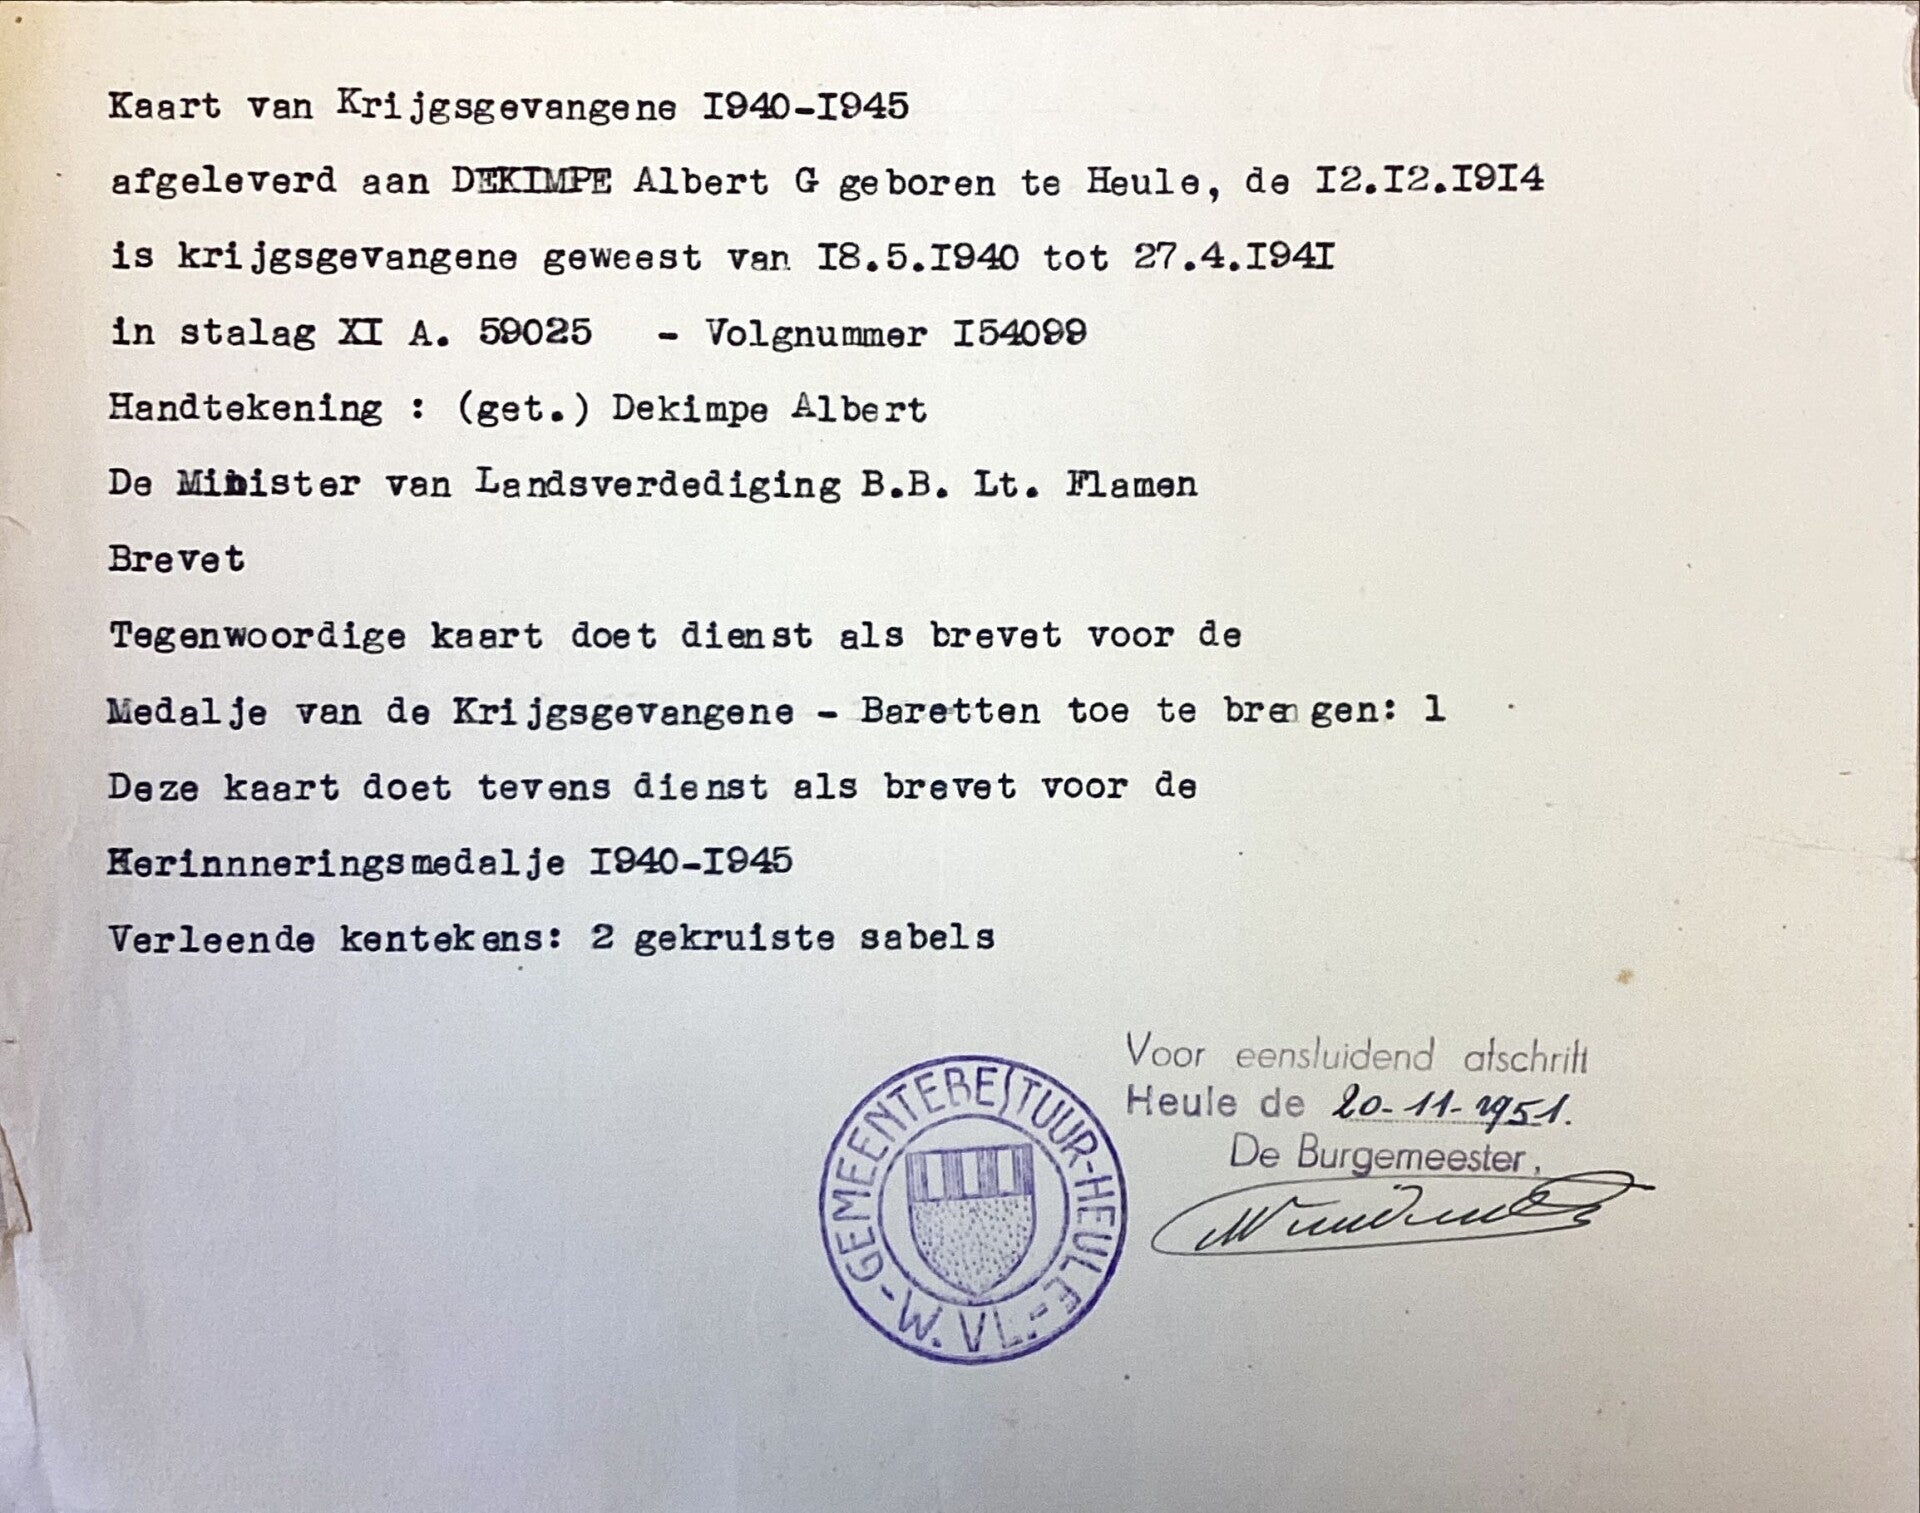 Kaart van Krijgsgevangene I940-I945
afgeleverd aan DEKIMPE Albert G geboren te Heule, de I2.I2.I9I4
is krijgsgevangene geweest van I8.5.I940 tot 27.4.I94I
in stalag XI A. 59025 - Volgnummer I54099
Handtekening : (get.) Dekimpe Albert
De Minister van Landsverdediging B.B. Lt. Flamen
Brevet
Tegenwoordige kaart doet dienst als brevet voor de
Medalje van de Krijgsgevangene - Baretten toe te brengen: 1
Deze kaart doet tevens dienst als brevet voor de
Herinnneringsmedalje I940-I945
Verleende kentekens: 2 gekruiste sabels
Voor eensluidend afschrift
Heule de 20-11-1951.
De Burgemeester,
GEMEENTEBESTUUR-HEULE-
-W.VL.-